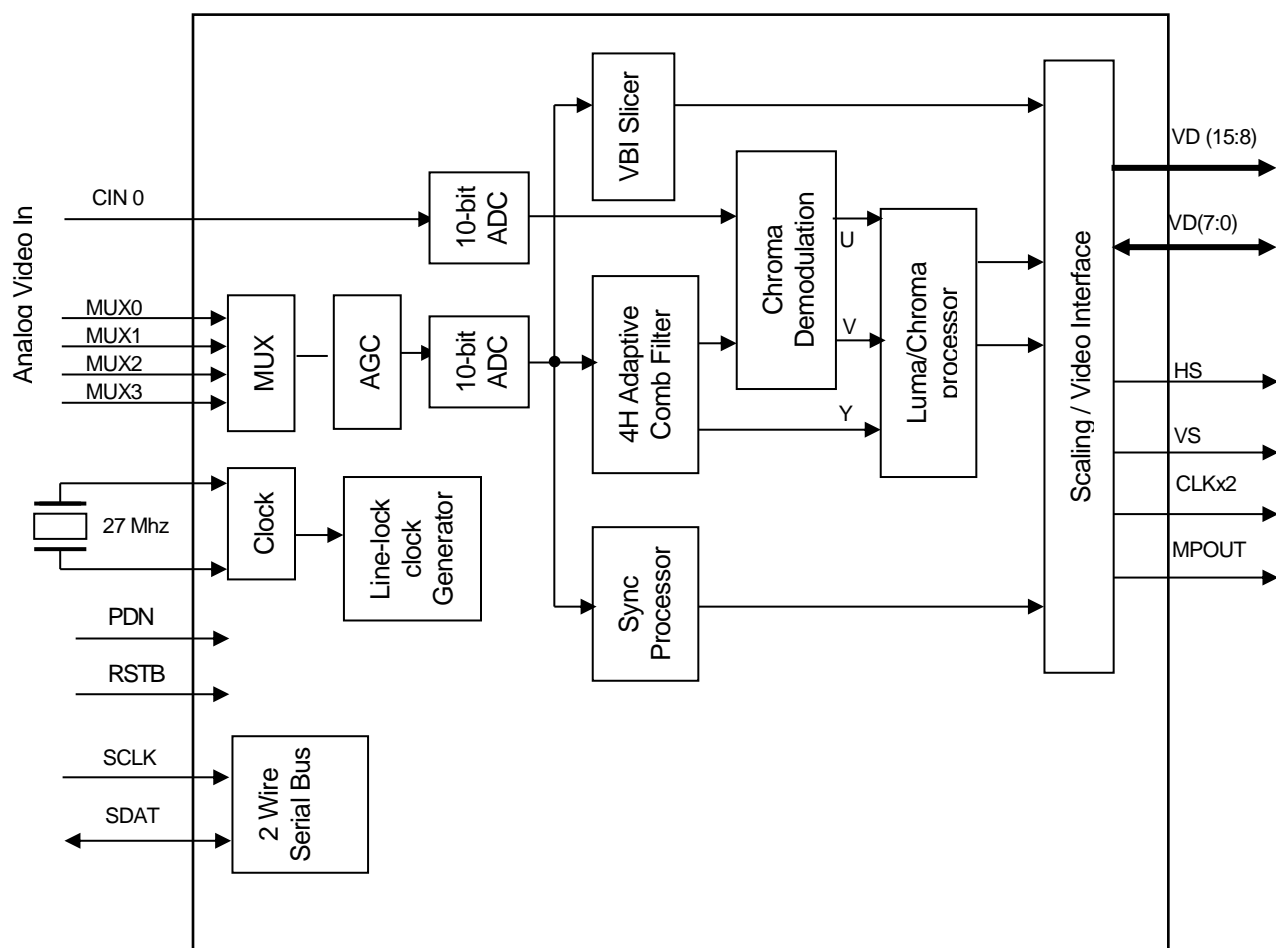 Analog Video In
CIN 0
MUX0
MUX1
MUX2
MUX3
27 Mhz
PDN
RSTB
SCLK
SDAT
MUX
AGC
10-bit
ADC
10-bit
ADC
Clock
Line-lock
clock
Generator
2 Wire
Serial Bus
VBI Slicer
4H Adaptive
Comb Filter
Sync
Processor
Chroma
Demodulation
U
V
Y
Luma/Chroma
processor
Scaling / Video Interface
VD (15:8)
VD(7:0)
HS
VS
CLKx2
MPOUT